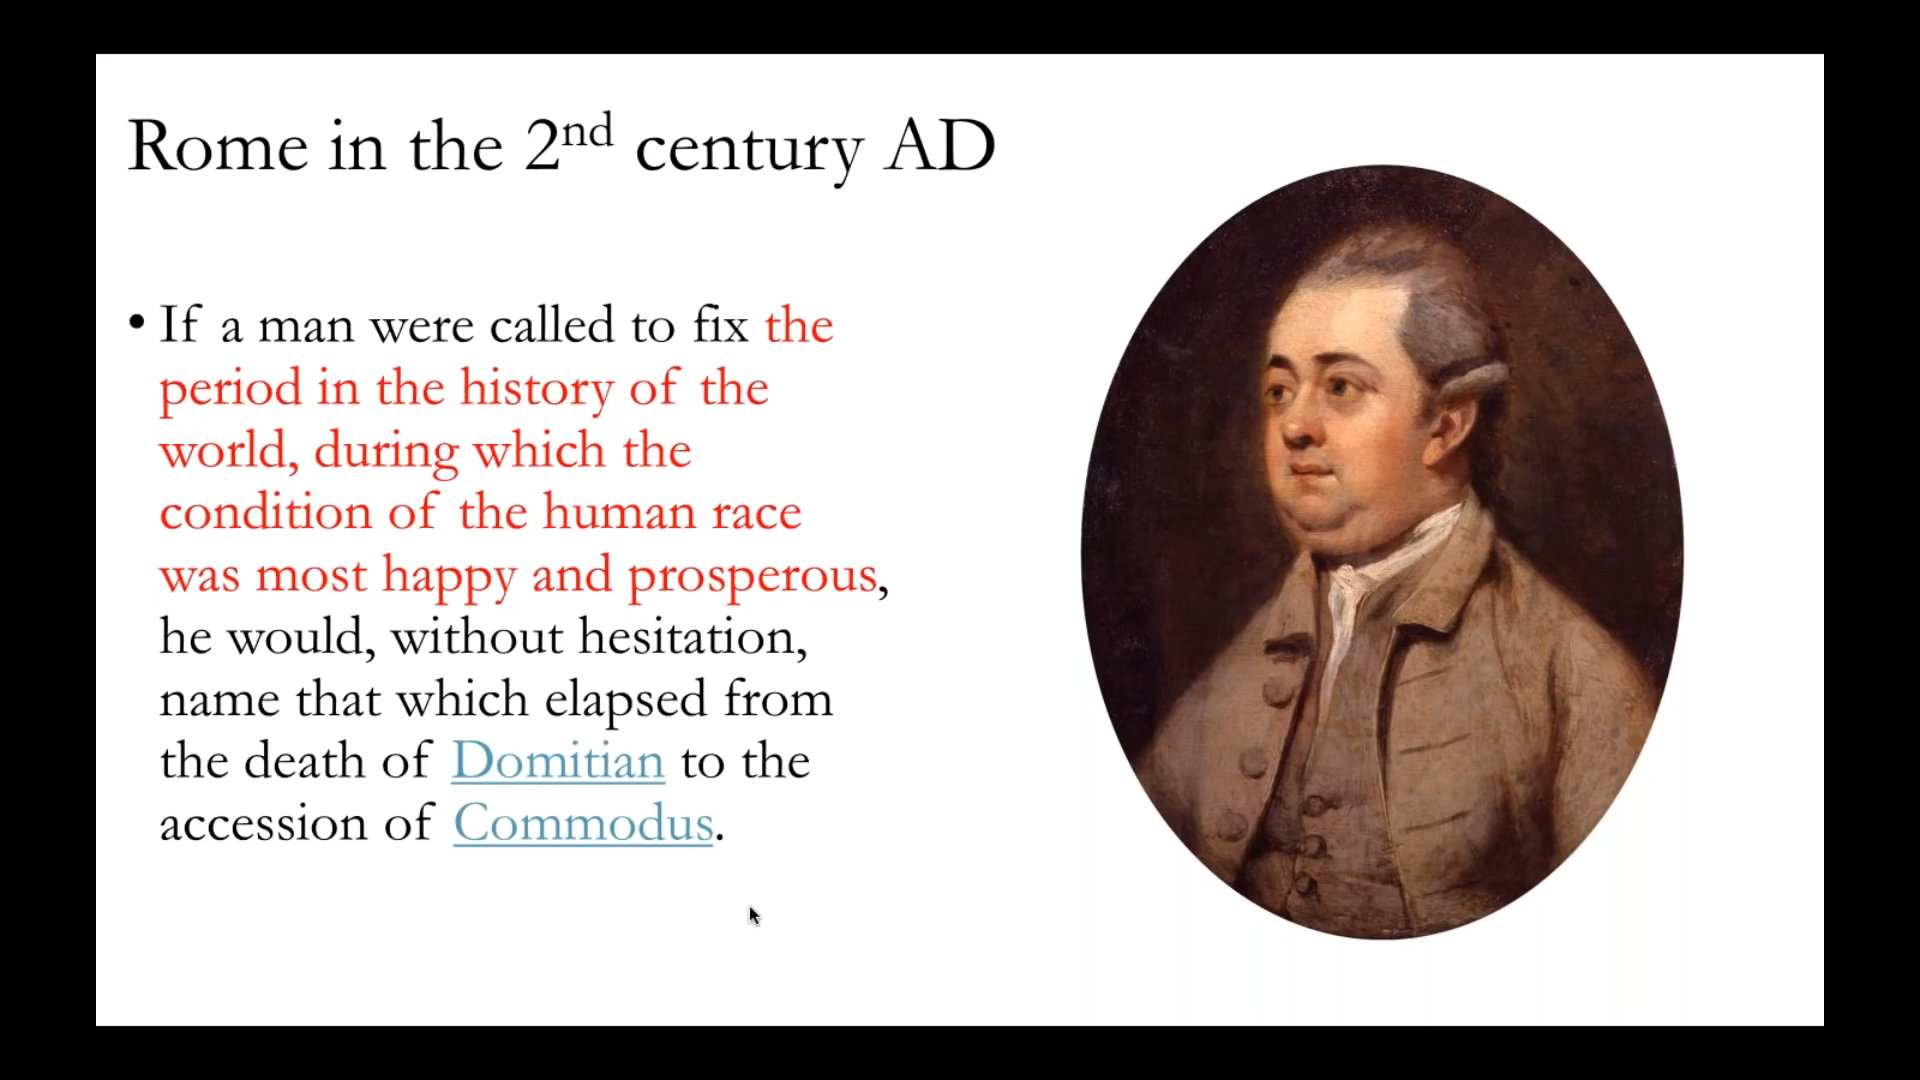 Rome in the 2nd century AD
• If a man were called to fix the
period in the history of the
world, during which the
condition of the human race
was most happy and prosperous,
he would, without hesitation,
name that which elapsed from
the death of Domitian to the
accession of Commodus.